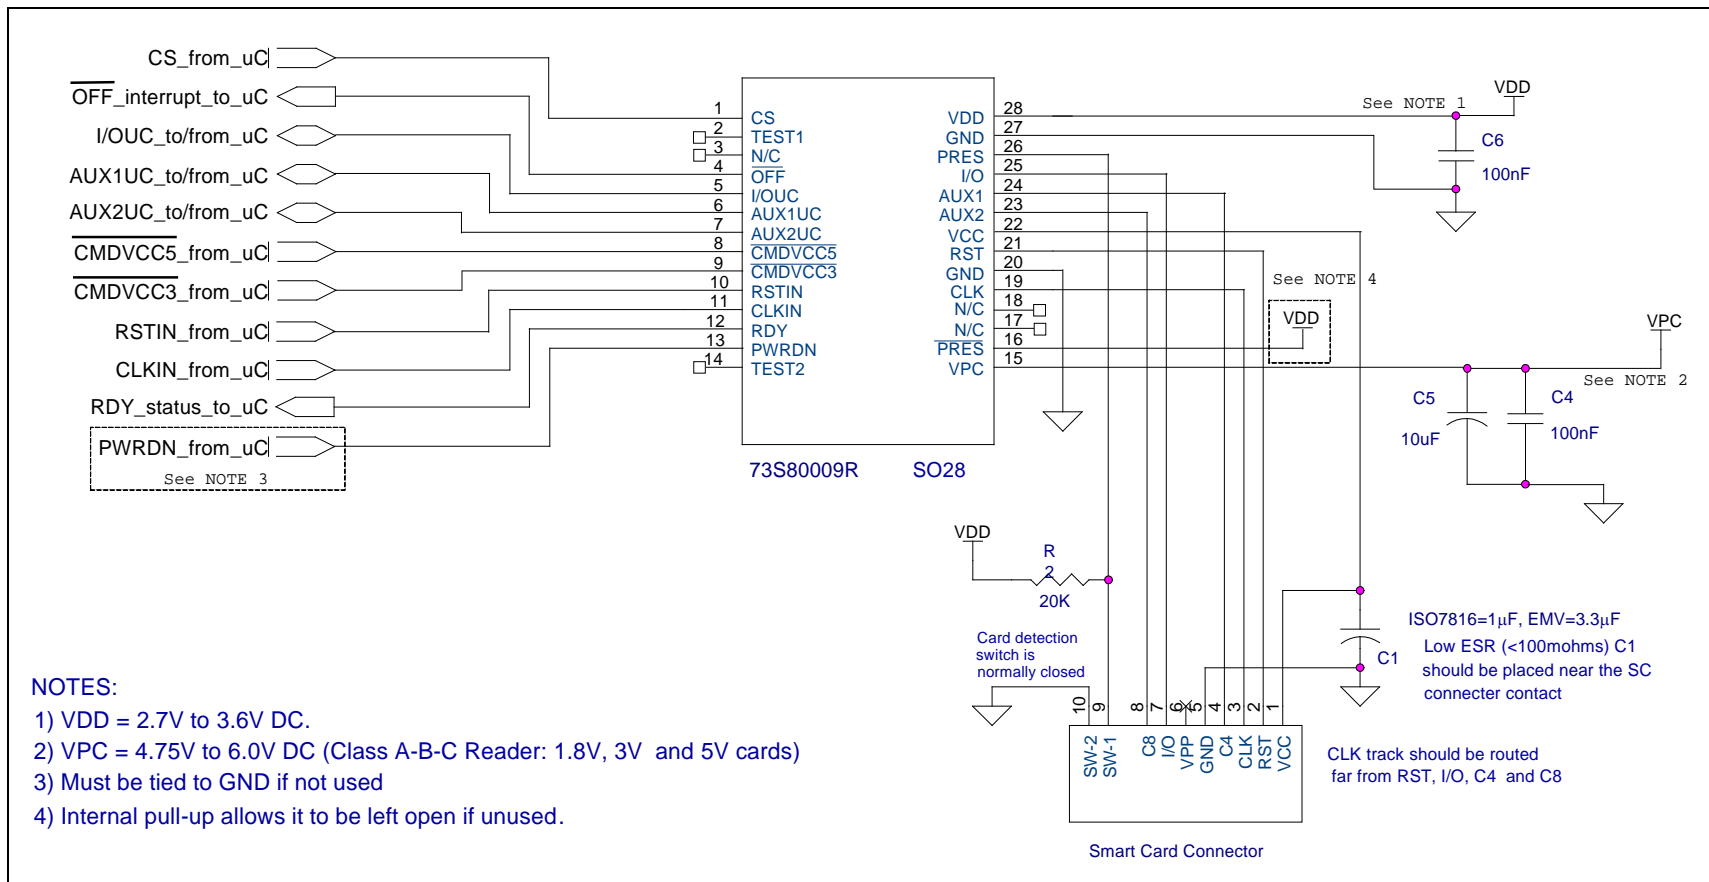 CS_from_uC
OFF_interrupt_to_uC
I/OUC_to/from_uC
AUX1UC_to/from_uC
AUX2UC_to/from_uC
CMDVCC5_from_uC
CMDVCC3_from_uC
RSTIN_from_uC
CLKIN_from_uC
RDY_status_to_uC
PWRDN_from_uC
See NOTE 3
1 CS
2 TEST1
3 N/C
4 OFF
5 I/OUC
6 AUX1UC
7 AUX2UC
8 CMDVCC5
9 CMDVCC3
10 RSTIN
11 CLKIN
12 RDY
13 PWRDN
14 TEST2
VDD 28
GND 27
PRES 26
I/O 25
AUX1 24
AUX2 23
VCC 22
RST 21
GND 20
CLK 19
N/C 18
N/C 17
PRES 16
VPC 15
73S80009R SO28
See NOTE 1
VDD
C6
100nF
See NOTE 4
VDD
VPC
See NOTE 2
C5
10uF
C4
100nF
VDD
R
2
20K
Card detection
switch is
normally closed
ISO7816=1µF, EMV=3.3µF
Low ESR (<100mohms) C1
should be placed near the SC
connecter contact
C1
10 9 8 7 6 5 4 3 2 1
SW-2 SW-1 C8 I/O VPP GND C4 CLK RST VCC
CLK track should be routed
far from RST, I/O, C4 and C8
Smart Card Connector
NOTES:
1) VDD = 2.7V to 3.6V DC.
2) VPC = 4.75V to 6.0V DC (Class A-B-C Reader: 1.8V, 3V and 5V cards)
3) Must be tied to GND if not used
4) Internal pull-up allows it to be left open if unused.